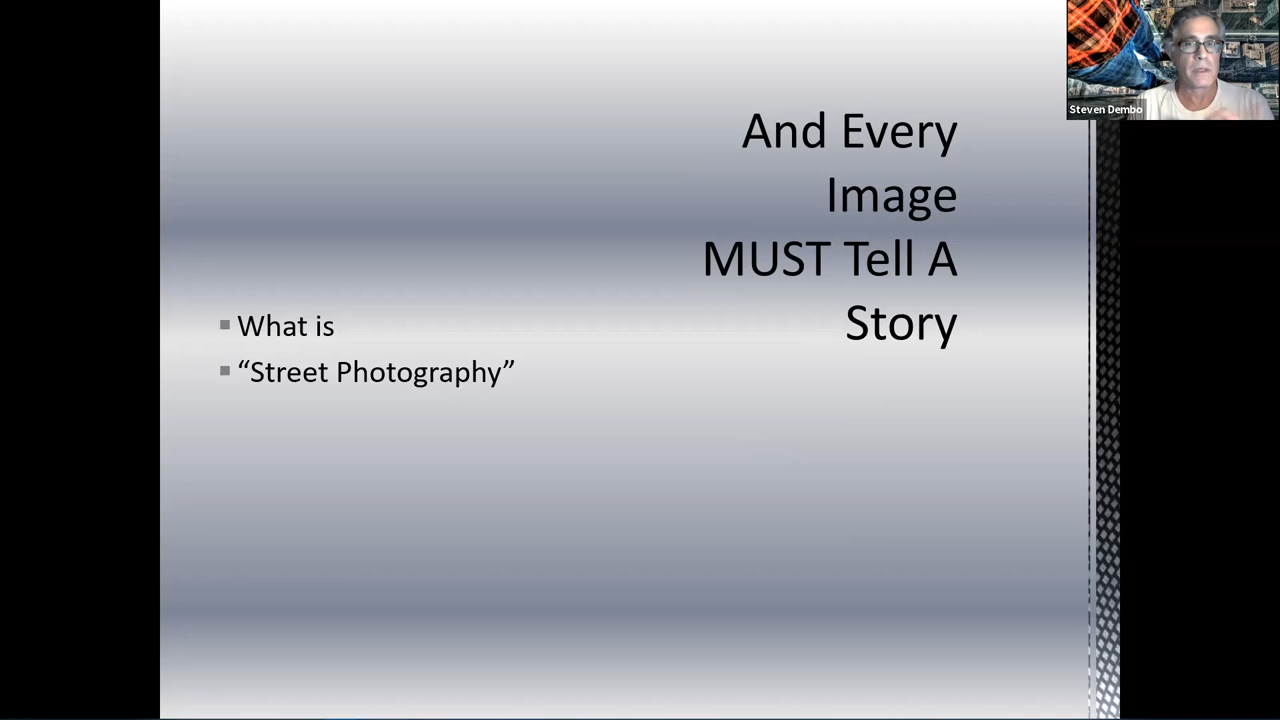 And Every
Image
MUST Tell A
Story
What is
“Street Photography”
Steven Dembo